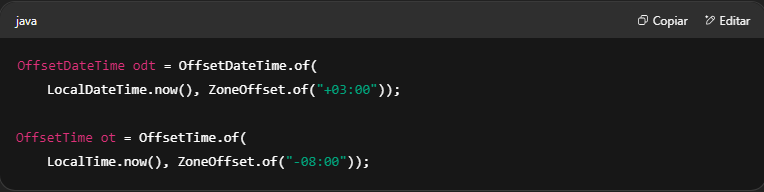 java
Copiar
Editar
OffsetDateTime odt = OffsetDateTime.of(
    LocalDateTime.now(), ZoneOffset.of("+03:00"));
OffsetTime ot = OffsetTime.of(
    LocalTime.now(), ZoneOffset.of("-08:00"));